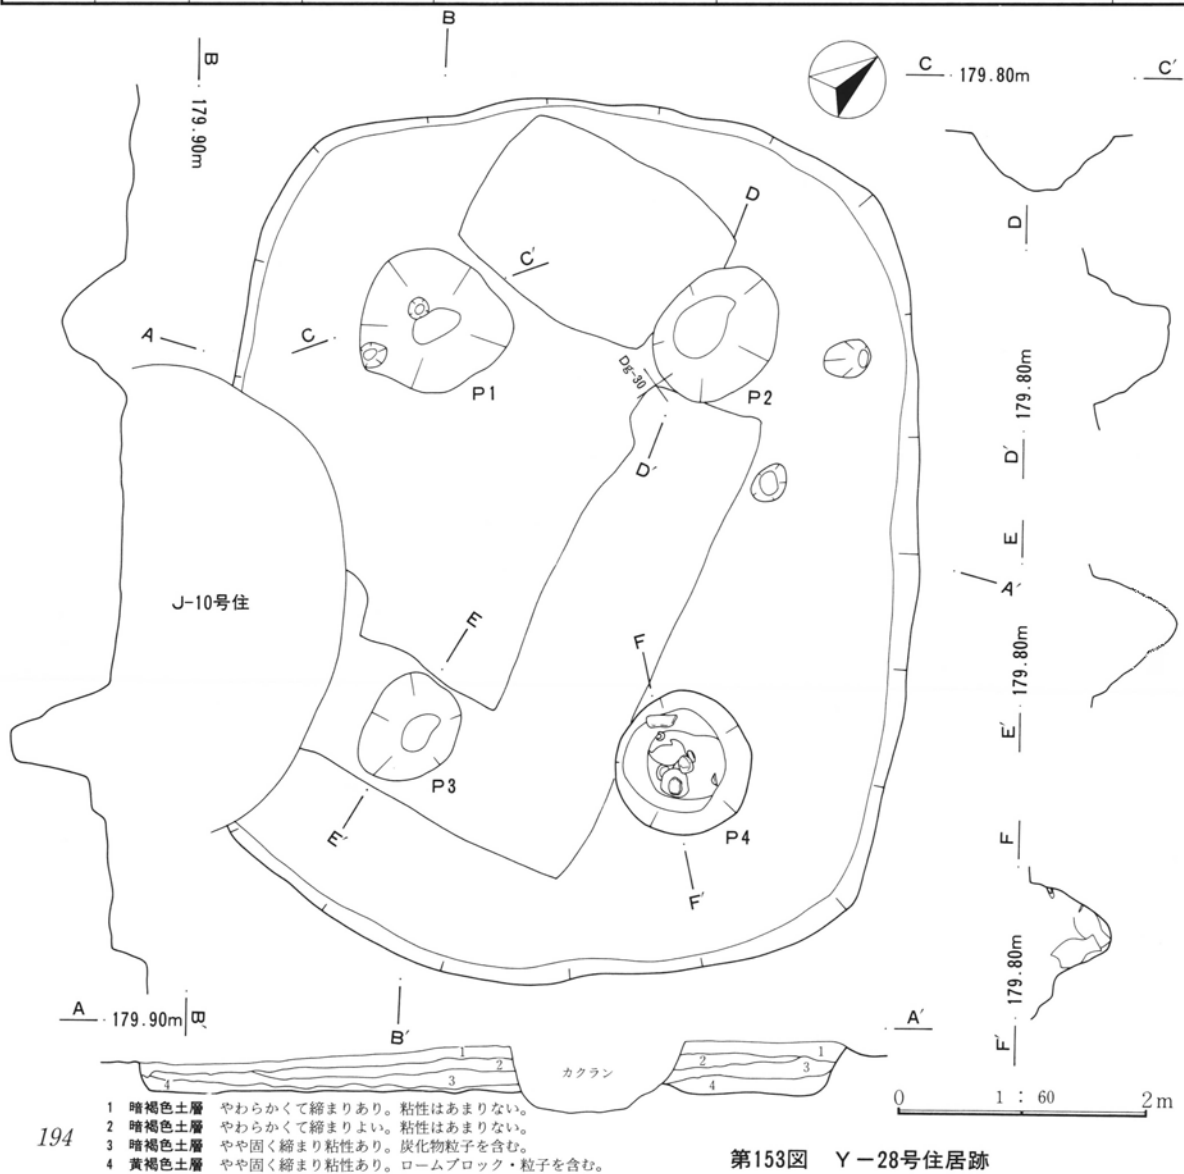 B
B
179.90m
C
179.80m
C′
D
C′
A
C
P1
Dg-30
P2
D′
D
179.80m
D′
E
J-10号住
E
F
A′
179.80m
E′
P3
E′
P4
F′
F
179.80m
F′
A
179.90m
B′
B′
A′
1
2
3
4
カクラン
1
2
3
4
1 暗褐色土層 やわらかくて締まりあり。粘性はあまりない。
2 暗褐色土層 やわらかくて締まりよい。粘性はあまりない。
3 暗褐色土層 やや固く締まり粘性あり。炭化物粒子を含む。
4 黄褐色土層 やや固く締まり粘性あり。ロームブロック・粒子を含む。
0 1 : 60 2m
194
第153図 Y-28号住居跡